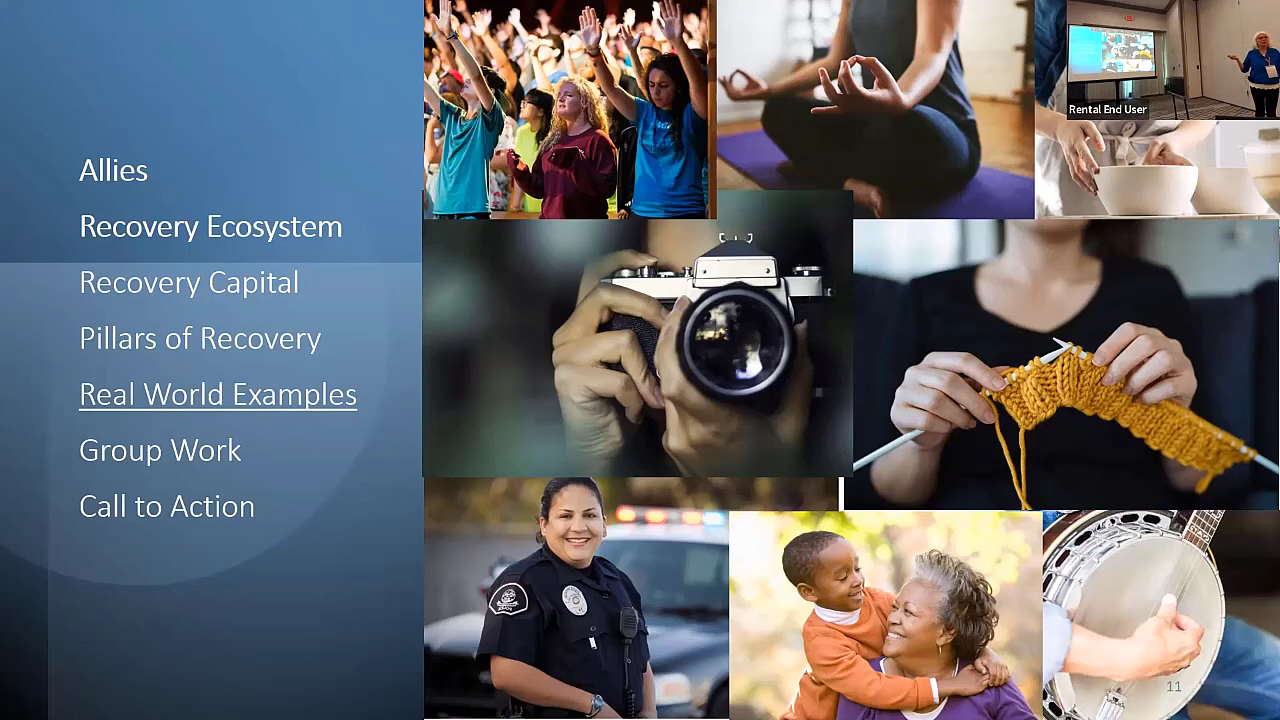 Allies
Recovery Ecosystem
Recovery Capital
Pillars of Recovery
Real World Examples
Group Work
Call to Action
Rental End User
11